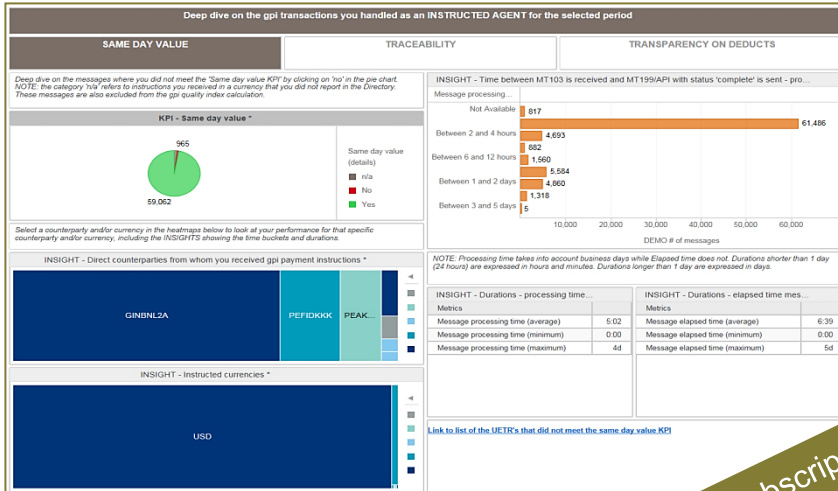 Deep dive on the gpi transactions you handled as an INSTRUCTED AGENT for the selected period
SAME DAY VALUE
TRACEABILITY
TRANSPARENCY ON DEDUCTS
Deep dive on the messages where you did not meet the 'Same day value KPI' by clicking on 'no' in the pie chart.
NOTE: the category 'n/a' refers to instructions you received in a currency that you did not report in the Directory.
These messages are also excluded from the gpi quality index calculation.
KPI - Same day value *
965
59,062
Same day value
(details)
n/a
No
Yes
Select a counterparty and/or currency in the heatmaps below to look at your performance for that specific
counterparty and/or currency, including the INSIGHTS showing the time buckets and durations.
INSIGHT - Direct counterparties from whom you received gpi payment instructions *
GINBNL2A
PEFIDKKK
PEAK...
INSIGHT - Instructed currencies *
USD
INSIGHT - Time between MT103 is received and MT199/API with status 'complete' is sent - pro...
Message processing...
Not Available
817
61,486
Between 2 and 4 hours
4,693
882
Between 6 and 12 hours
1,560
5,584
Between 1 and 2 days
4,860
1,318
Between 3 and 5 days
5
10,000
20,000
30,000
40,000
50,000
60,000
DEMO # of messages
NOTE: Processing time takes into account business days while Elapsed time does not. Durations shorter than 1 day
(24 hours) are expressed in hours and minutes. Durations longer than 1 day are expressed in days.
INSIGHT - Durations - processing time...
Metrics
Message processing time (average) 5:02
Message processing time (minimum) 0:00
Message processing time (maximum) 4d
INSIGHT - Durations - elapsed time mes...
Metrics
Message elapsed time (average) 6:39
Message elapsed time (minimum) 0:00
Message elapsed time (maximum) 5d
Link to list of the UETR's that did not meet the same day value KPI